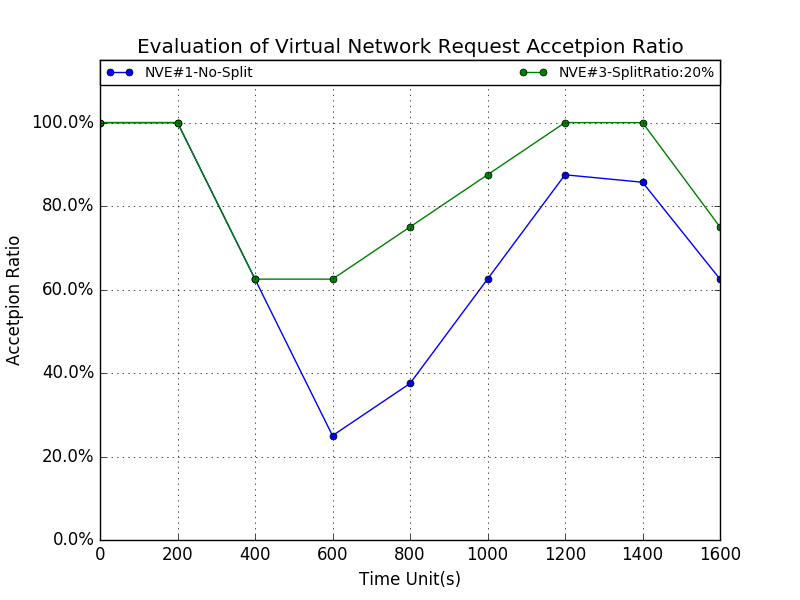 Evaluation of Virtual Network Request Accetpion Ratio
NVE#1-No-Split
NVE#3-SplitRatio:20%
Accetpion Ratio
100.0%
80.0%
60.0%
40.0%
20.0%
0.0%
0 200 400 600 800 1000 1200 1400 1600
Time Unit(s)